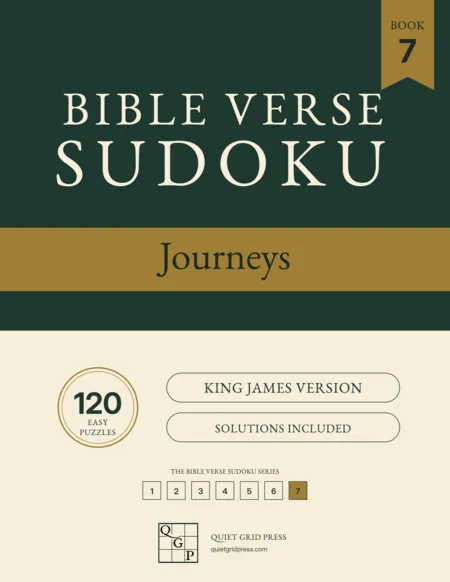 BOOK
7
BIBLE VERSE
SUDOKU
Journeys
120
EASY
PUZZLES
KING JAMES VERSION
SOLUTIONS INCLUDED
THE BIBLE VERSE SUDOKU SERIES
1 2 3 4 5 6 7
Q
G
P
QUIET GRID PRESS
quietgridpress.com